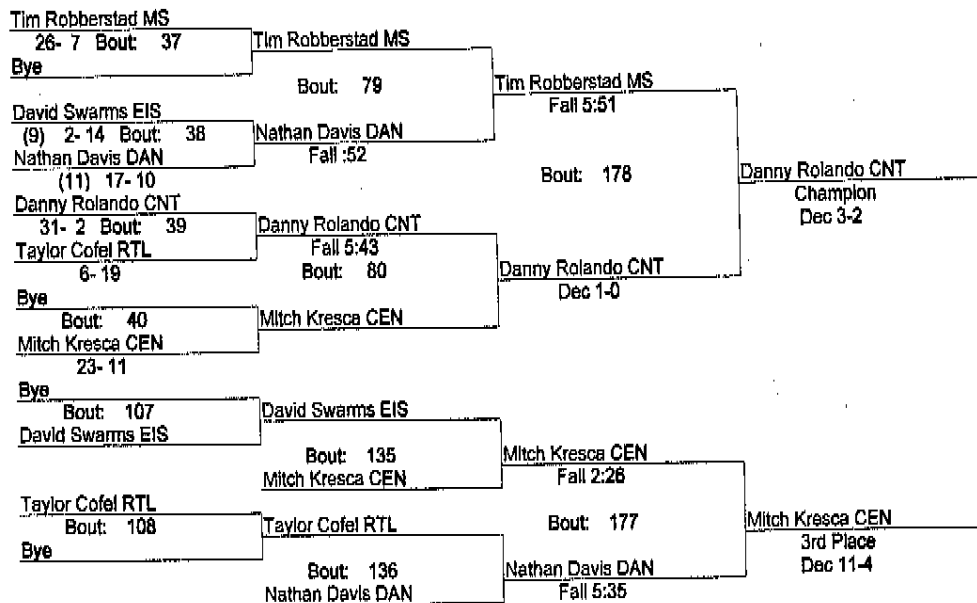 Tim Robberstad MS
26- 7 Bout: 37
Bye
Tim Robberstad MS
Bout: 79
David Swarms EIS
(9) 2- 14 Bout: 38
Nathan Davis DAN
(11) 17- 10
Nathan Davis DAN
Fall :52
Tim Robberstad MS
Fall 5:51
Danny Rolando CNT
31- 2 Bout: 39
Taylor Cofel RTL
6- 19
Danny Rolando CNT
Fall 5:43
Bout: 80
Bye
Bout: 40
Mitch Kresca CEN
23- 11
Mitch Kresca CEN
Danny Rolando CNT
Dec 1-0
Bout: 178
Danny Rolando CNT
Champion
Dec 3-2
Bye
Bout: 107
David Swarms EIS
David Swarms EIS
Bout: 135
Mitch Kresca CEN
Mitch Kresca CEN
Fall 2:26
Taylor Cofel RTL
Bout: 108
Bye
Taylor Cofel RTL
Bout: 136
Nathan Davis DAN
Nathan Davis DAN
Fall 5:35
Bout: 177
Mitch Kresca CEN
3rd Place
Dec 11-4